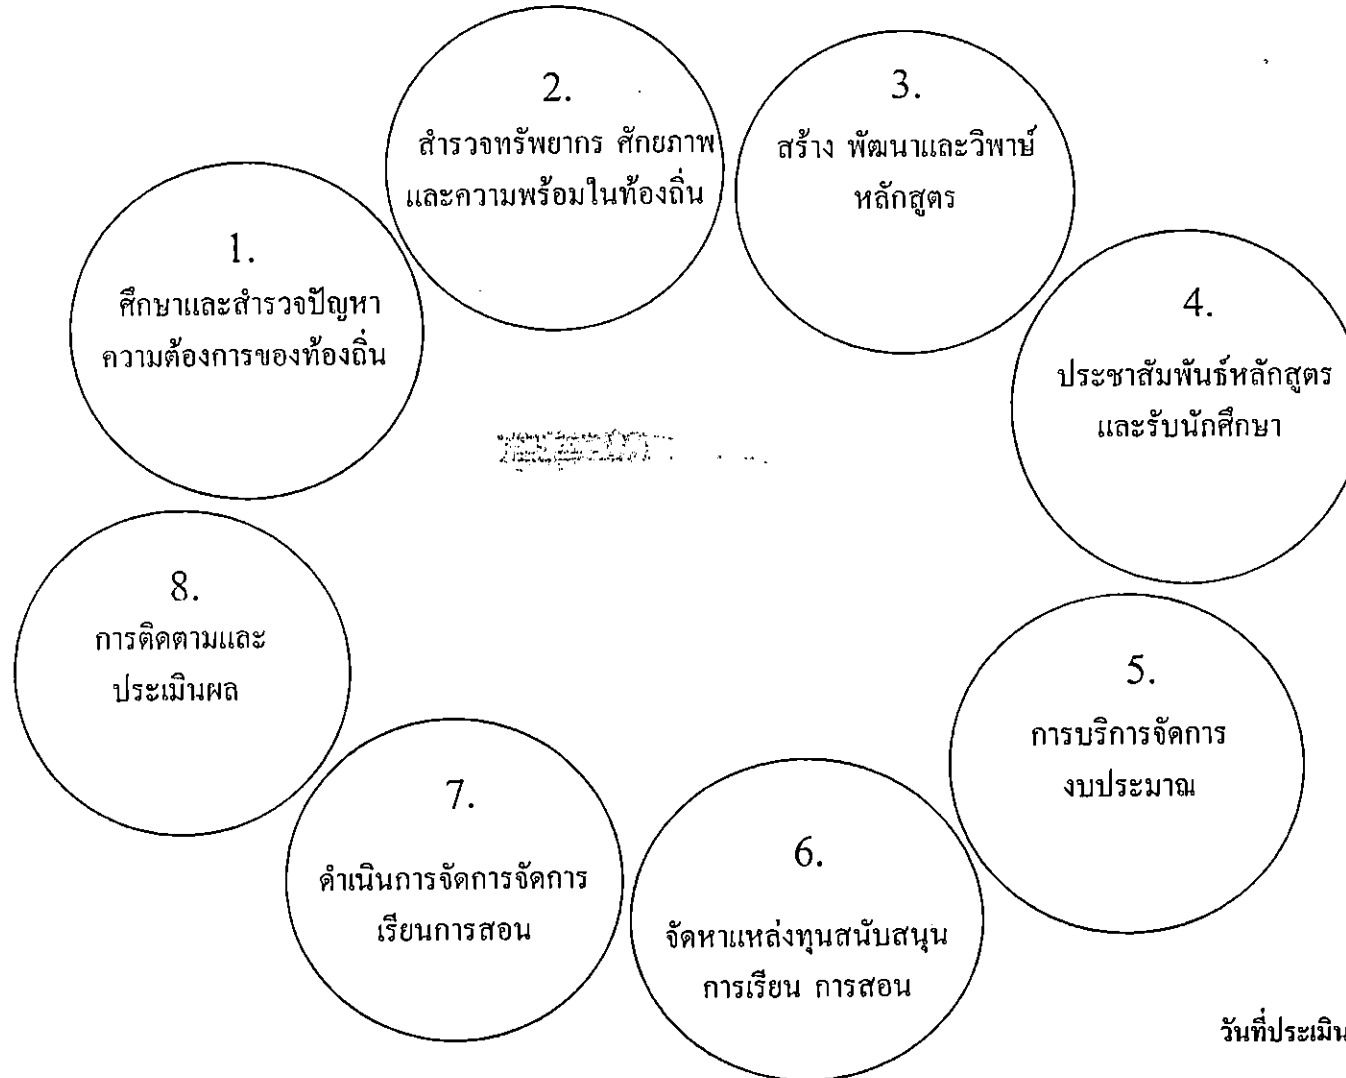 1.
ศึกษาและสำรวจปัญหา
ความต้องการของท้องถิ่น
2.
สำรวจทรัพยากร ศักยภาพ
และความพร้อมในท้องถิ่น
3.
สร้าง พัฒนาและวิพาษ์
หลักสูตร
4.
ประชาสัมพันธ์หลักสูตร
และรับนักศึกษา
5.
การบริการจัดการ
งบประมาณ
6.
จัดหาแหล่งทุนสนับสนุน
การเรียน การสอน
7.
ดำเนินการจัดการจัดการ
เรียนการสอน
8.
การติดตามและ
ประเมินผล
วันที่ประเมิน